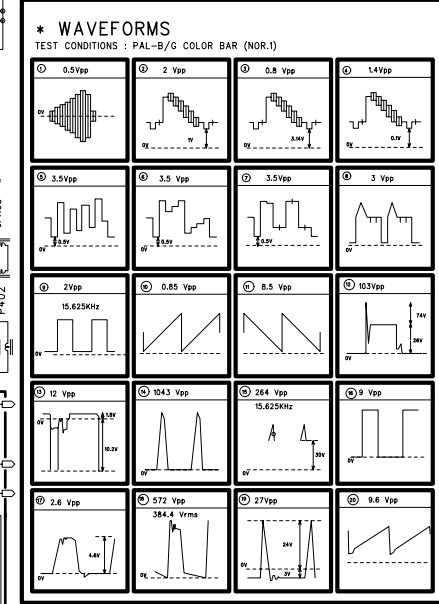 * WAVEFORMS
TEST CONDITIONS : PAL-B/G COLOR BAR (NOR.1)
① 0.5Vpp
0V
② 2 Vpp
1V
0V
③ 0.8 Vpp
3.14V
0V
④ 1.4Vpp
0.1V
0V
⑤ 3.5Vpp
0.5V
0V
⑥ 3.5 Vpp
0.5V
0V
⑦ 3.5Vpp
0.5V
0V
⑧ 3 Vpp
0V
⑨ 2Vpp
15.625KHz
0V
⑩ 0.85 Vpp
0V
⑪ 8.5 Vpp
0V
⑫ 103Vpp
74V
26V
0V
⑬ 12 Vpp
1.8V
0V
10.2V
⑭ 1043 Vpp
0V
⑮ 264 Vpp
15.625KHz
30V
0V
⑯ 9 Vpp
0V
⑰ 2.6 Vpp
4.6V
0V
⑱ 572 Vpp
384.4 Vrms
0V
⑲ 27Vpp
24V
0V
3V
⑳ 9.6 Vpp
0V
P402